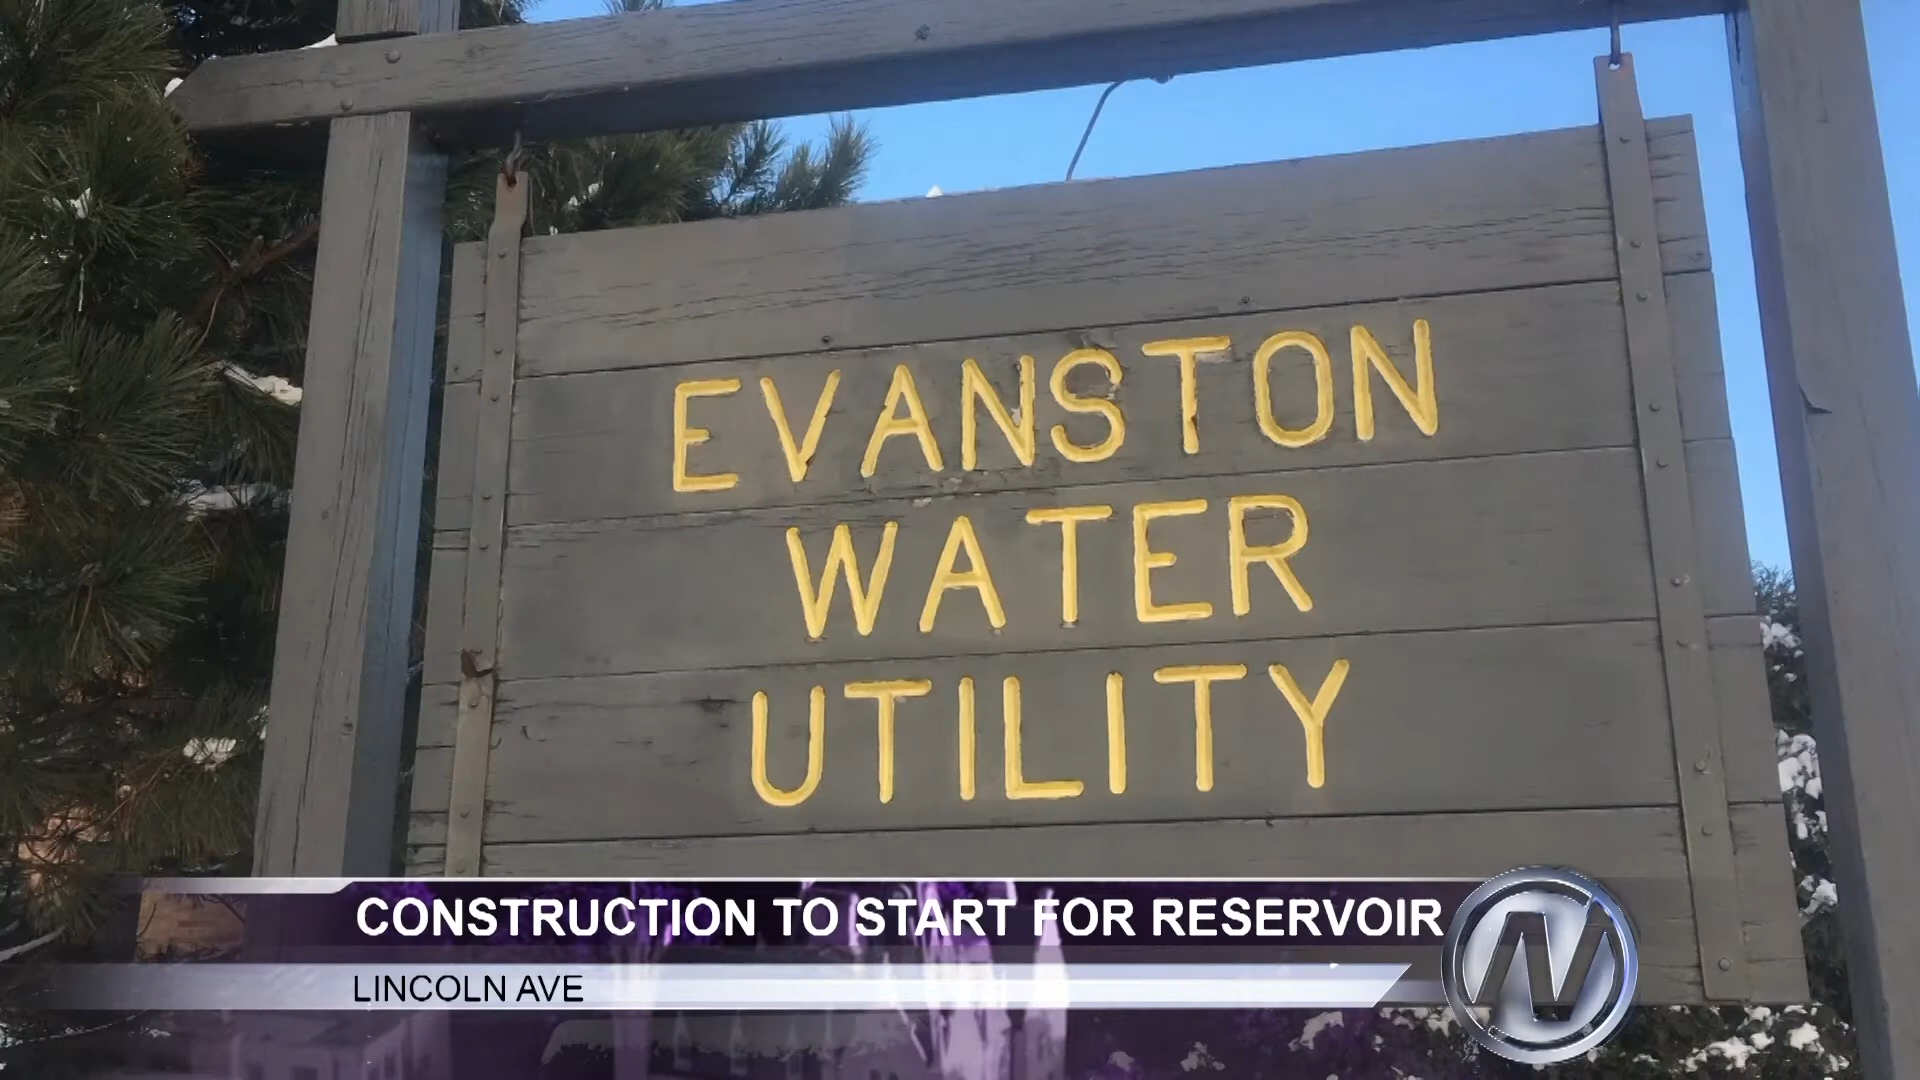 EVANSTON
WATER
UTILITY
CONSTRUCTION TO START FOR RESERVOIR
LINCOLN AVE
N